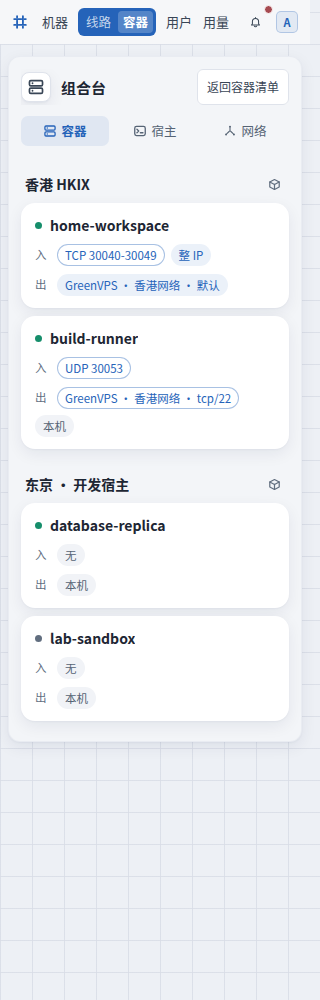 机器 线路 容器 用户 用量 A
组合台 返回容器清单
容器 宿主 网络
香港 HKIX
home-workspace
入 TCP 30040-30049 整 IP
出 GreenVPS · 香港网络 · 默认
build-runner
入 UDP 30053
出 GreenVPS · 香港网络 · tcp/22
本机
东京 · 开发宿主
database-replica
入 无
出 本机
lab-sandbox
入 无
出 本机